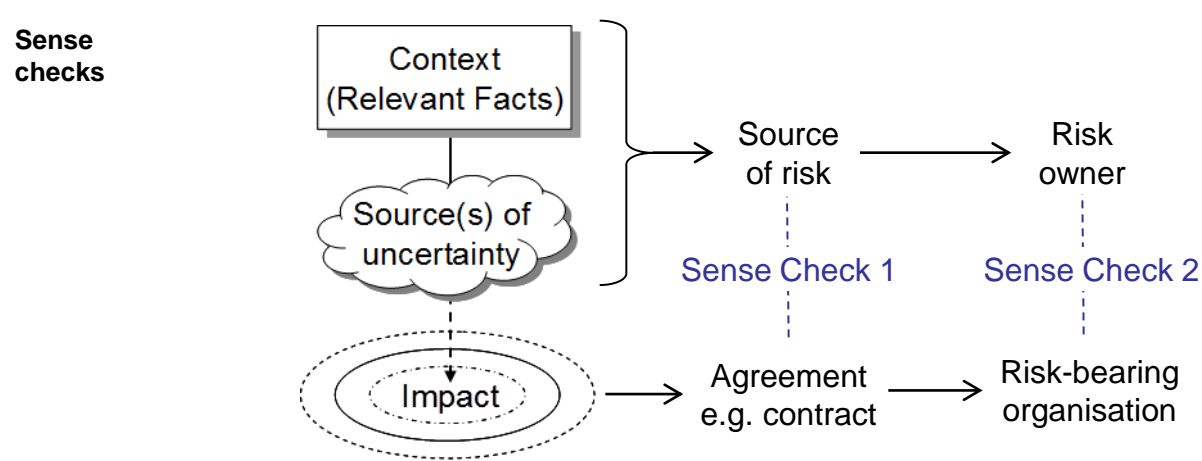 Sense
checks
Context
(Relevant Facts)
Source(s) of
uncertainty
Impact
Source
of risk
Risk
owner
Sense Check 1
Sense Check 2
Agreement
e.g. contract
Risk-bearing
organisation